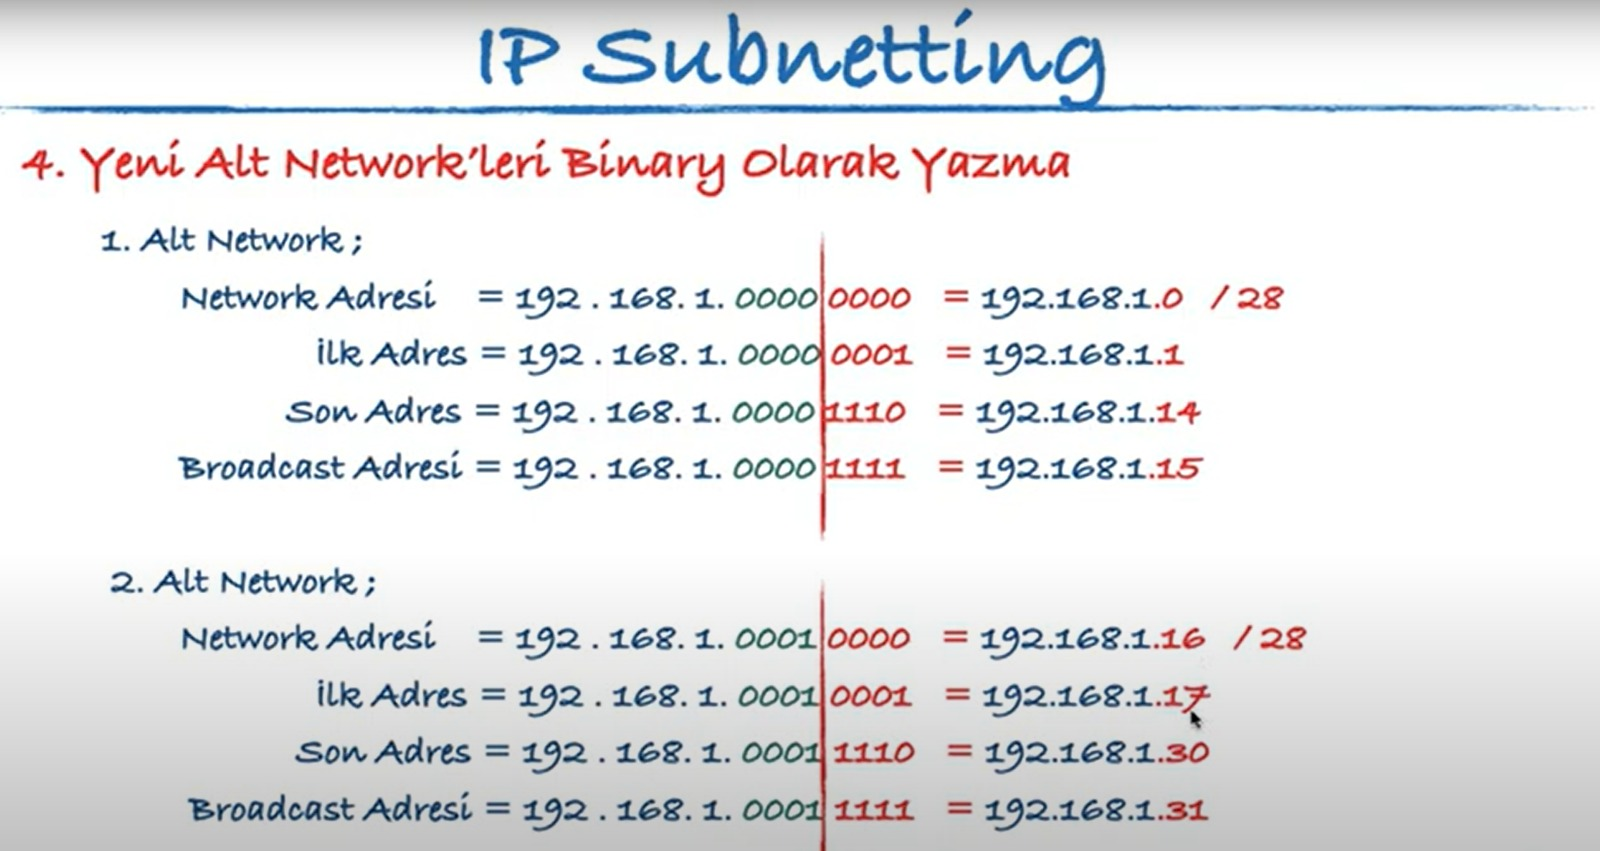 IP Subnetting
4. Yeni Alt Network'leri Binary Olarak Yazma
1. Alt Network ;
Network Adresi = 192 . 168. 1. 0000 0000 = 192.168.1.0 / 28
İlk Adres = 192 . 168. 1. 0000 0001 = 192.168.1.1
Son Adres = 192 . 168. 1. 0000 1110 = 192.168.1.14
Broadcast Adresi = 192 . 168. 1. 0000 1111 = 192.168.1.15
2. Alt Network ;
Network Adresi = 192 . 168. 1. 0001 0000 = 192.168.1.16 / 28
İlk Adres = 192 . 168. 1. 0001 0001 = 192.168.1.17
Son Adres = 192 . 168. 1. 0001 1110 = 192.168.1.30
Broadcast Adresi = 192 . 168. 1. 0001 1111 = 192.168.1.31